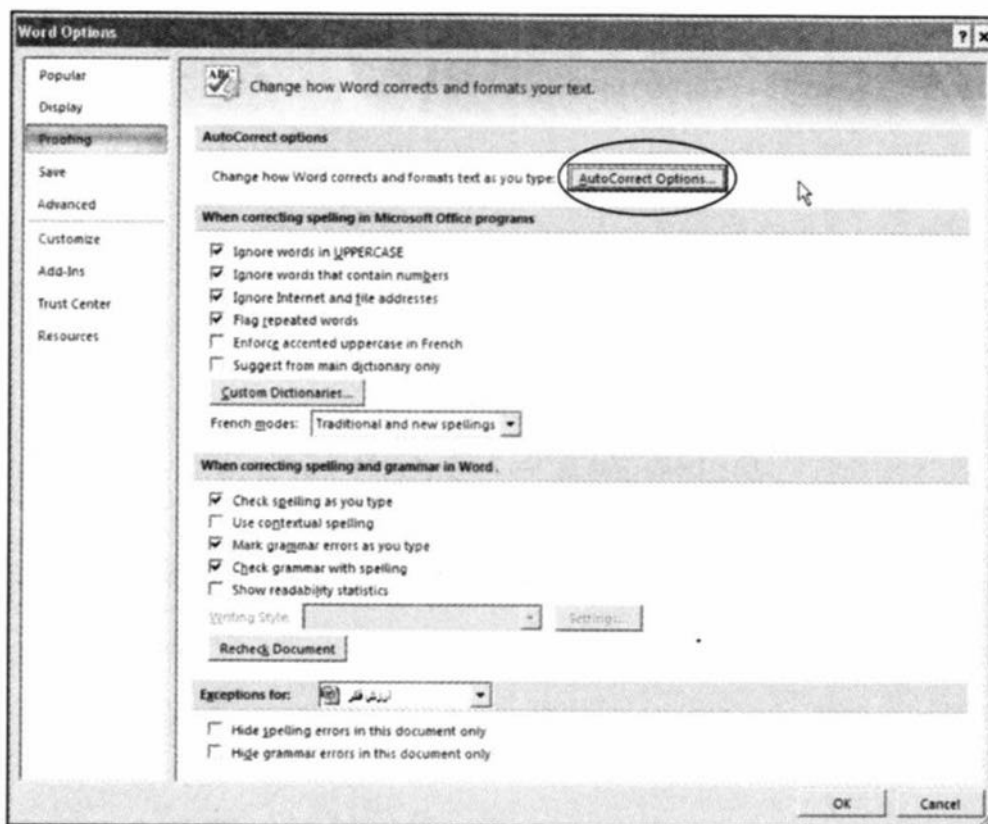 Word Options
Popular
Display
Proofing
Save
Advanced
Customize
Add-Ins
Trust Center
Resources
ABC
Change how Word corrects and formats your text.
AutoCorrect options
Change how Word corrects and formats text as you type: AutoCorrect Options...
When correcting spelling in Microsoft Office programs
Ignore words in UPPERCASE
Ignore words that contain numbers
Ignore Internet and file addresses
Flag repeated words
Enforce accented uppercase in French
Suggest from main dictionary only
Custom Dictionaries...
French modes: Traditional and new spellings
When correcting spelling and grammar in Word
Check spelling as you type
Use contextual spelling
Mark grammar errors as you type
Check grammar with spelling
Show readability statistics
Writing Style: Settings...
Recheck Document
Exceptions for: ارزش فکر
Hide spelling errors in this document only
Hide grammar errors in this document only
OK Cancel